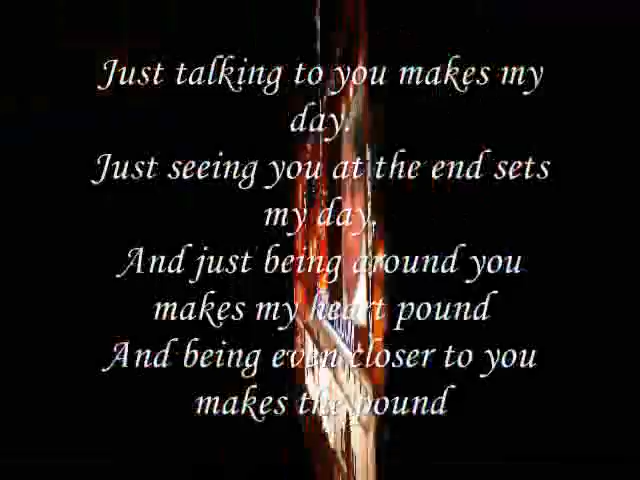 Just talking to you makes my
day.
Just seeing you at the end sets
my day.
And just being around you
makes my heart pound
And being even closer to you
makes the pound